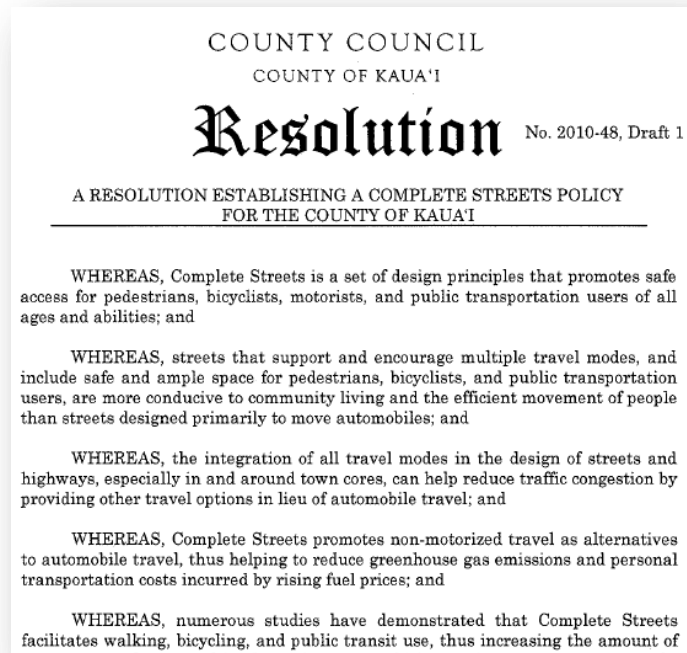 COUNTY COUNCIL
COUNTY OF KAUA‘I
Resolution No. 2010-48, Draft 1
A RESOLUTION ESTABLISHING A COMPLETE STREETS POLICY
FOR THE COUNTY OF KAUA‘I
WHEREAS, Complete Streets is a set of design principles that promotes safe
access for pedestrians, bicyclists, motorists, and public transportation users of all
ages and abilities; and
WHEREAS, streets that support and encourage multiple travel modes, and
include safe and ample space for pedestrians, bicyclists, and public transportation
users, are more conducive to community living and the efficient movement of people
than streets designed primarily to move automobiles; and
WHEREAS, the integration of all travel modes in the design of streets and
highways, especially in and around town cores, can help reduce traffic congestion by
providing other travel options in lieu of automobile travel; and
WHEREAS, Complete Streets promotes non-motorized travel as alternatives
to automobile travel, thus helping to reduce greenhouse gas emissions and personal
transportation costs incurred by rising fuel prices; and
WHEREAS, numerous studies have demonstrated that Complete Streets
facilitates walking, bicycling, and public transit use, thus increasing the amount of